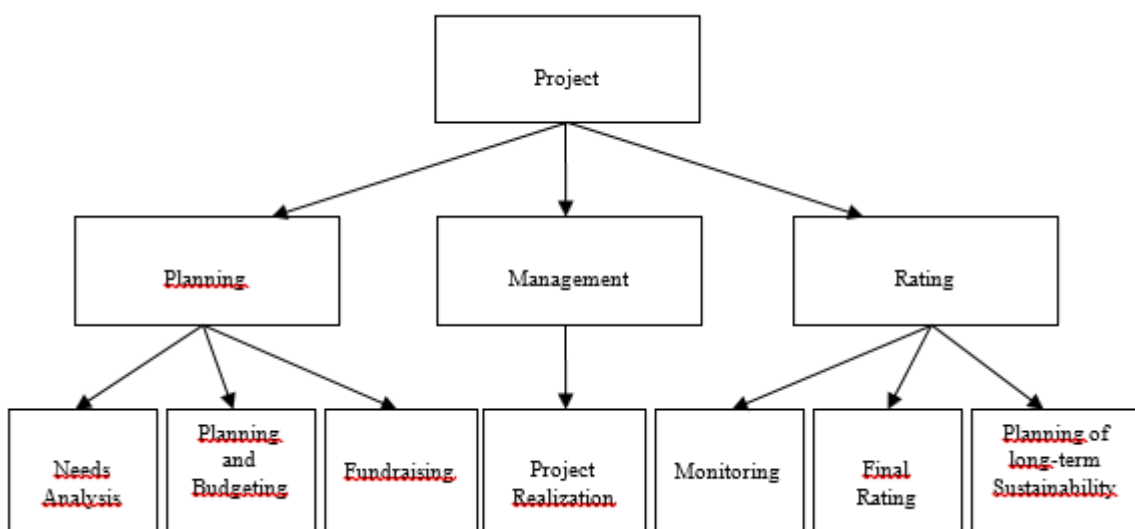 Project
Planning
Management
Rating
Needs
Analysis
Planning
and
Budgeting
Fundraising
Project
Realization
Monitoring
Final
Rating
Planning of
long-term
Sustainability